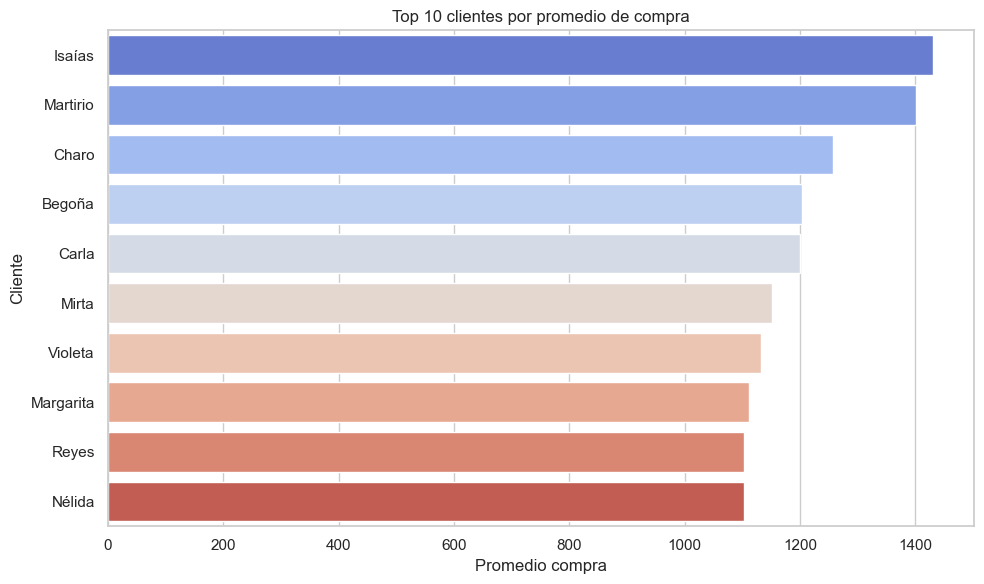 Top 10 clientes por promedio de compra
Cliente
Isaías
Martirio
Charo
Begoña
Carla
Mirta
Violeta
Margarita
Reyes
Nélida
0 200 400 600 800 1000 1200 1400
Promedio compra